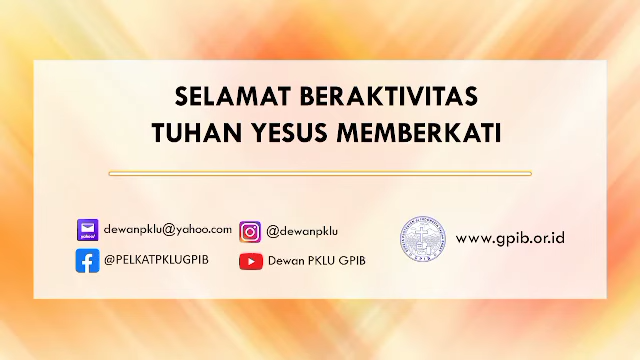 SELAMAT BERAKTIVITAS
TUHAN YESUS MEMBERKATI
dewanpklu@yahoo.com
@dewanpklu
@PELKATPKLUGPIB
Dewan PKLU GPIB
www.gpib.or.id